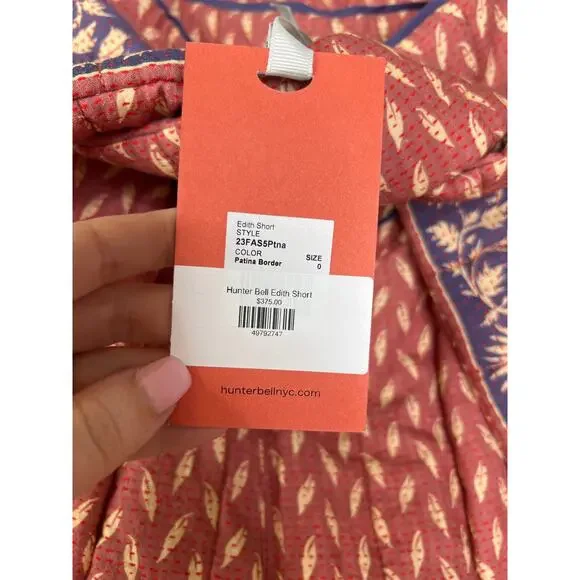 Edith Short
STYLE
23FAS5Ptna
COLOR SIZE
Patina Border 0
Hunter Bell Edith Short
$375.00
49792747
hunterbellnyc.com